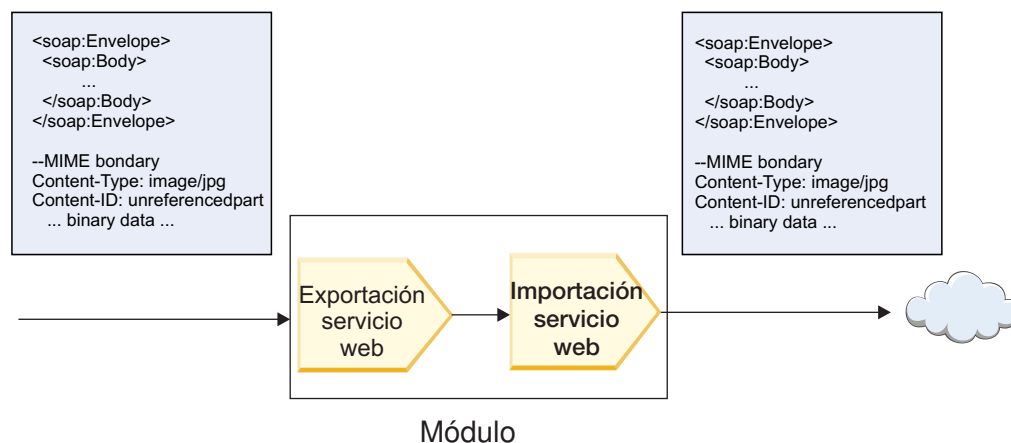 <soap:Envelope>
<soap:Body>
...
</soap:Body>
</soap:Envelope>
--MIME bondary
Content-Type: image/jpg
Content-ID: unreferencedpart
... binary data ...
<soap:Envelope>
<soap:Body>
...
</soap:Body>
</soap:Envelope>
--MIME bondary
Content-Type: image/jpg
Content-ID: unreferencedpart
... binary data ...
Exportación
servicio
web
Importación
servicio
web
Módulo